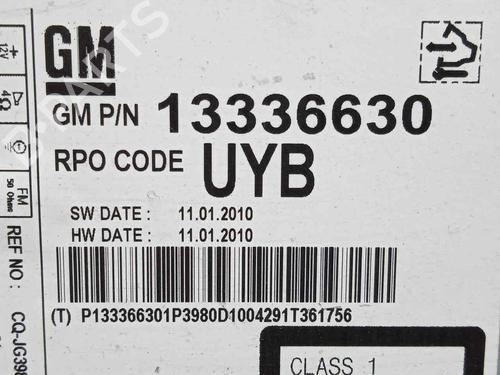 GM
GM P/N 13336630
RPO CODE UYB
SW DATE : 11.01.2010
HW DATE : 11.01.2010
(T) P133366301P3980D1004291T361756
CLASS 1
+ 12V
4Ω
FM
50 Ohms
REF NO :
B-PARTS